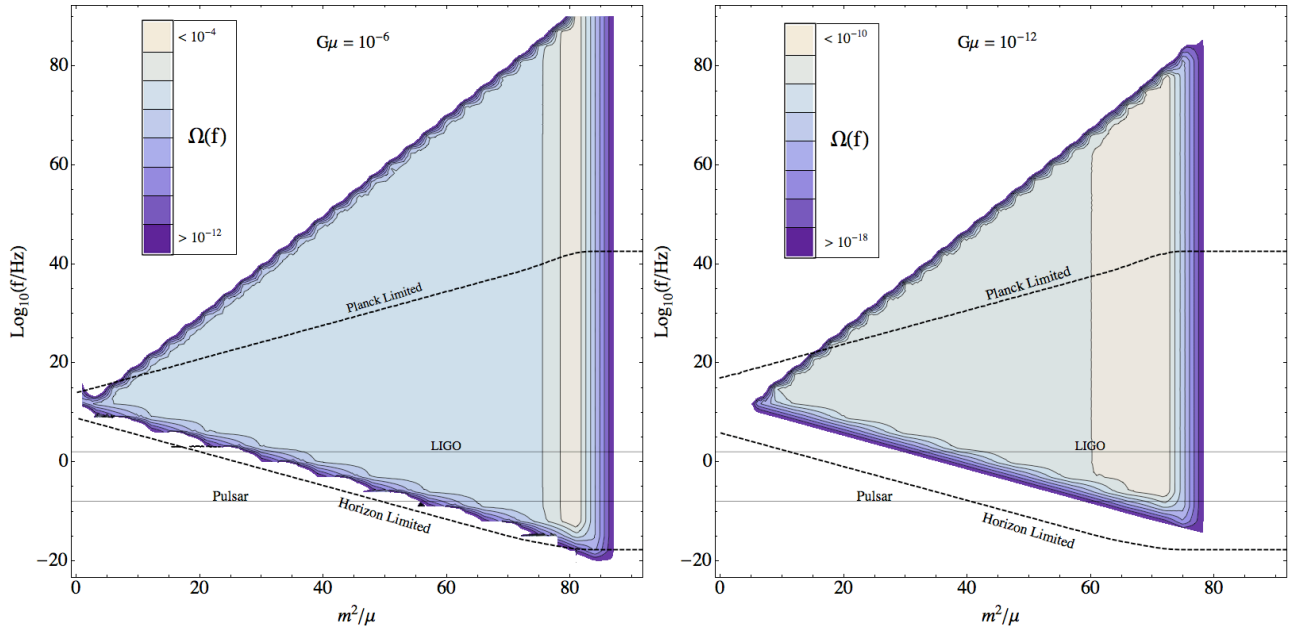 < 10^-4
Ω(f)
> 10^-12
Gμ = 10^-6
80
60
40
20
0
-20
Log10(f/Hz)
Planck Limited
LIGO
Pulsar
Horizon Limited
0
20
40
60
80
m^2/μ
< 10^-10
Ω(f)
> 10^-18
Gμ = 10^-12
80
60
40
20
0
-20
Log10(f/Hz)
Planck Limited
LIGO
Pulsar
Horizon Limited
0
20
40
60
80
m^2/μ